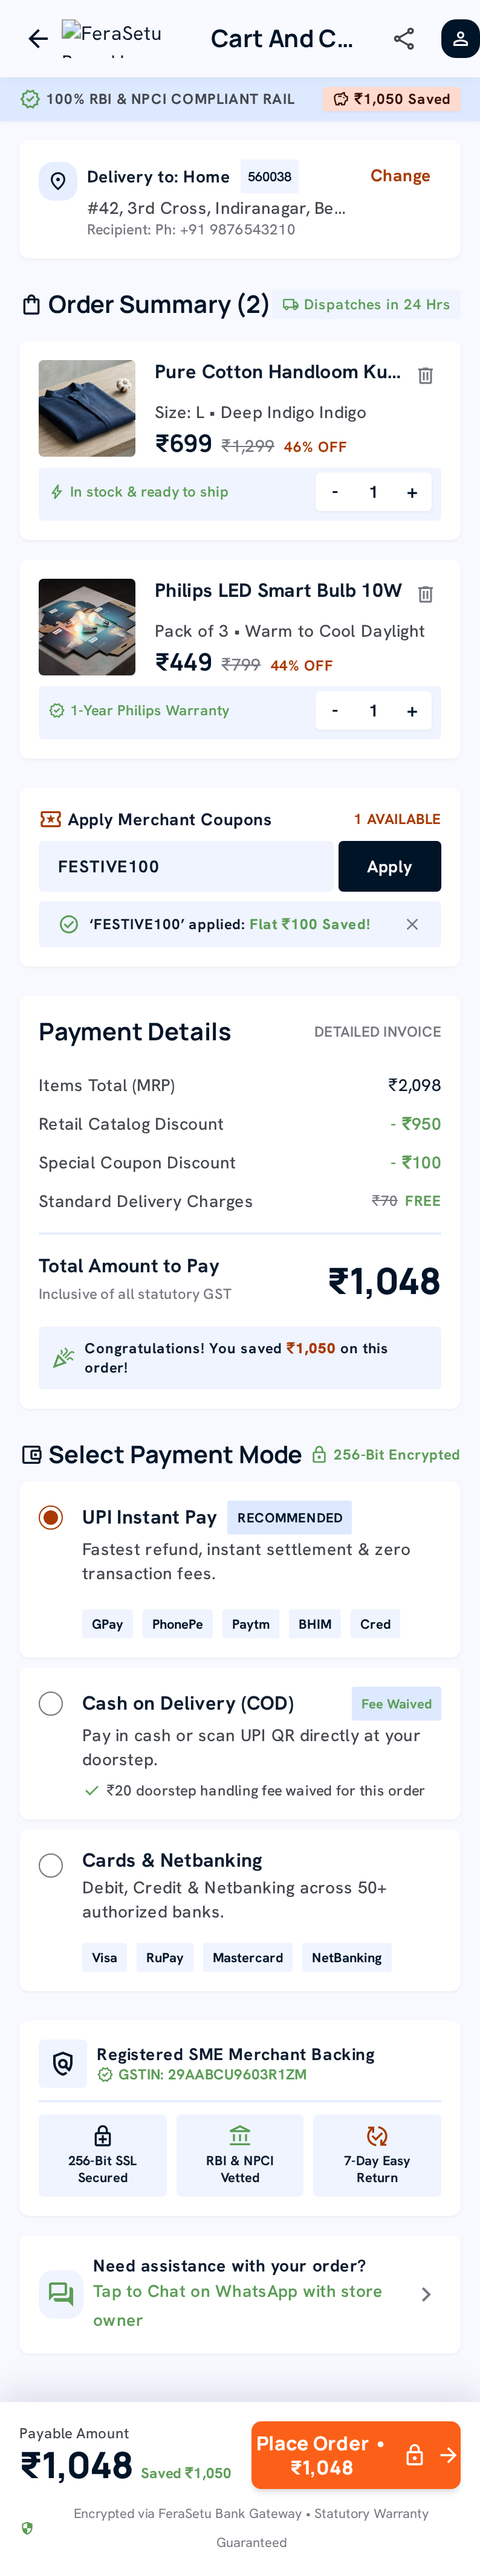 FeraSetu
Cart And C...
100% RBI & NPCI COMPLIANT RAIL
₹1,050 Saved
Delivery to: Home
560038
Change
#42, 3rd Cross, Indiranagar, Be...
Recipient: Ph: +91 9876543210
Order Summary (2)
Dispatches in 24 Hrs
Pure Cotton Handloom Ku...
Size: L • Deep Indigo Indigo
₹699 ₹1,299 46% OFF
In stock & ready to ship
- 1 +
Philips LED Smart Bulb 10W
Pack of 3 • Warm to Cool Daylight
₹449 ₹799 44% OFF
1-Year Philips Warranty
- 1 +
Apply Merchant Coupons
1 AVAILABLE
FESTIVE100
Apply
‘FESTIVE100’ applied: Flat ₹100 Saved!
Payment Details
DETAILED INVOICE
Items Total (MRP)
₹2,098
Retail Catalog Discount
- ₹950
Special Coupon Discount
- ₹100
Standard Delivery Charges
₹70 FREE
Total Amount to Pay
Inclusive of all statutory GST
₹1,048
Congratulations! You saved ₹1,050 on this
order!
Select Payment Mode
256-Bit Encrypted
UPI Instant Pay
RECOMMENDED
Fastest refund, instant settlement & zero
transaction fees.
GPay PhonePe Paytm BHIM Cred
Cash on Delivery (COD)
Fee Waived
Pay in cash or scan UPI QR directly at your
doorstep.
₹20 doorstep handling fee waived for this order
Cards & Netbanking
Debit, Credit & Netbanking across 50+
authorized banks.
Visa RuPay Mastercard NetBanking
Registered SME Merchant Backing
GSTIN: 29AABCU9603R1ZM
256-Bit SSL
Secured
RBI & NPCI
Vetted
7-Day Easy
Return
Need assistance with your order?
Tap to Chat on WhatsApp with store
owner
Payable Amount
₹1,048 Saved ₹1,050
Place Order •
₹1,048
Encrypted via FeraSetu Bank Gateway • Statutory Warranty
Guaranteed